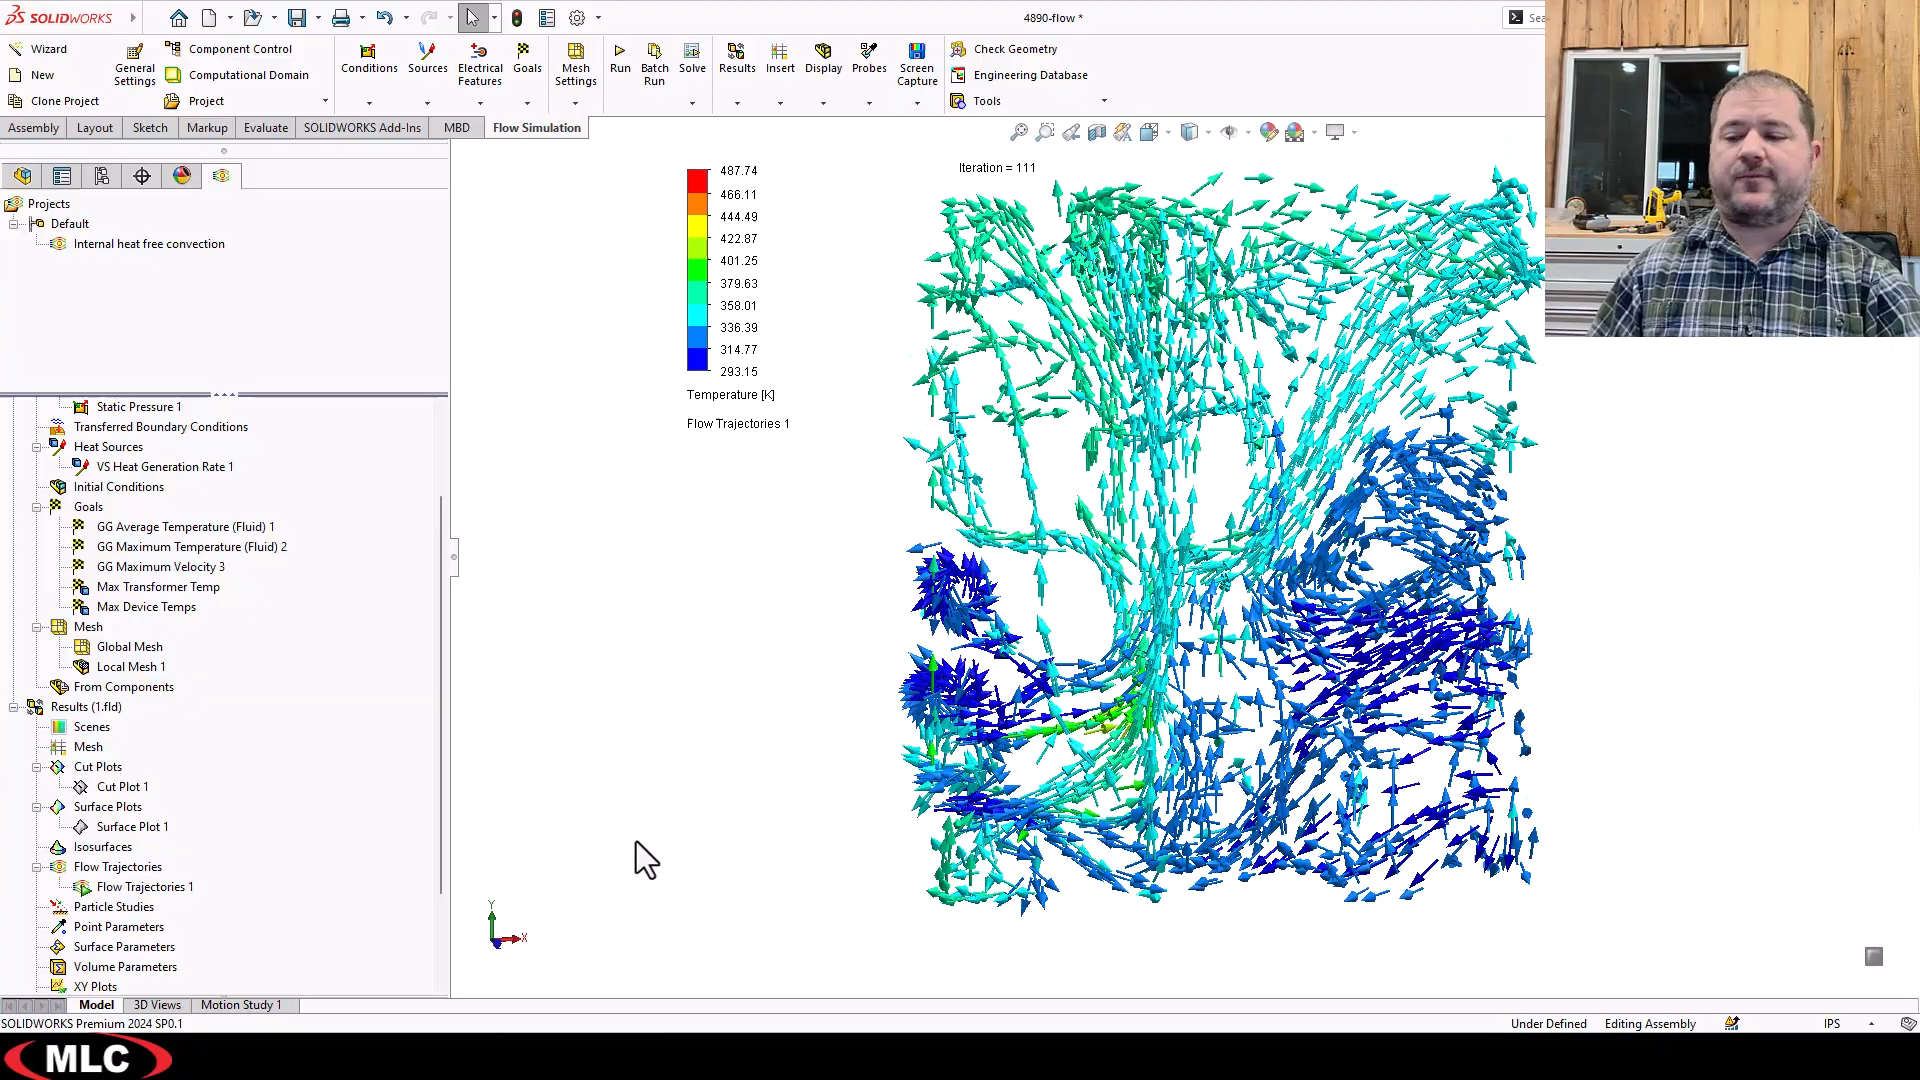 SOLIDWORKS
4890-flow *
Sea
Wizard
New
Clone Project
General Settings
Component Control
Computational Domain
Project
Conditions
Sources
Electrical Features
Goals
Mesh Settings
Run
Batch Run
Solve
Results
Insert
Display
Probes
Screen Capture
Check Geometry
Engineering Database
Tools
Assembly
Layout
Sketch
Markup
Evaluate
SOLIDWORKS Add-Ins
MBD
Flow Simulation
Projects
Default
Internal heat free convection
Static Pressure 1
Transferred Boundary Conditions
Heat Sources
VS Heat Generation Rate 1
Initial Conditions
Goals
GG Average Temperature (Fluid) 1
GG Maximum Temperature (Fluid) 2
GG Maximum Velocity 3
Max Transformer Temp
Max Device Temps
Mesh
Global Mesh
Local Mesh 1
From Components
Results (1.fld)
Scenes
Mesh
Cut Plots
Cut Plot 1
Surface Plots
Surface Plot 1
Isosurfaces
Flow Trajectories
Flow Trajectories 1
Particle Studies
Point Parameters
Surface Parameters
Volume Parameters
XY Plots
487.74
466.11
444.49
422.87
401.25
379.63
358.01
336.39
314.77
293.15
Temperature [K]
Flow Trajectories 1
Iteration = 111
Y
X
Model
3D Views
Motion Study 1
SOLIDWORKS Premium 2024 SP0.1
Under Defined
Editing Assembly
IPS
MLC